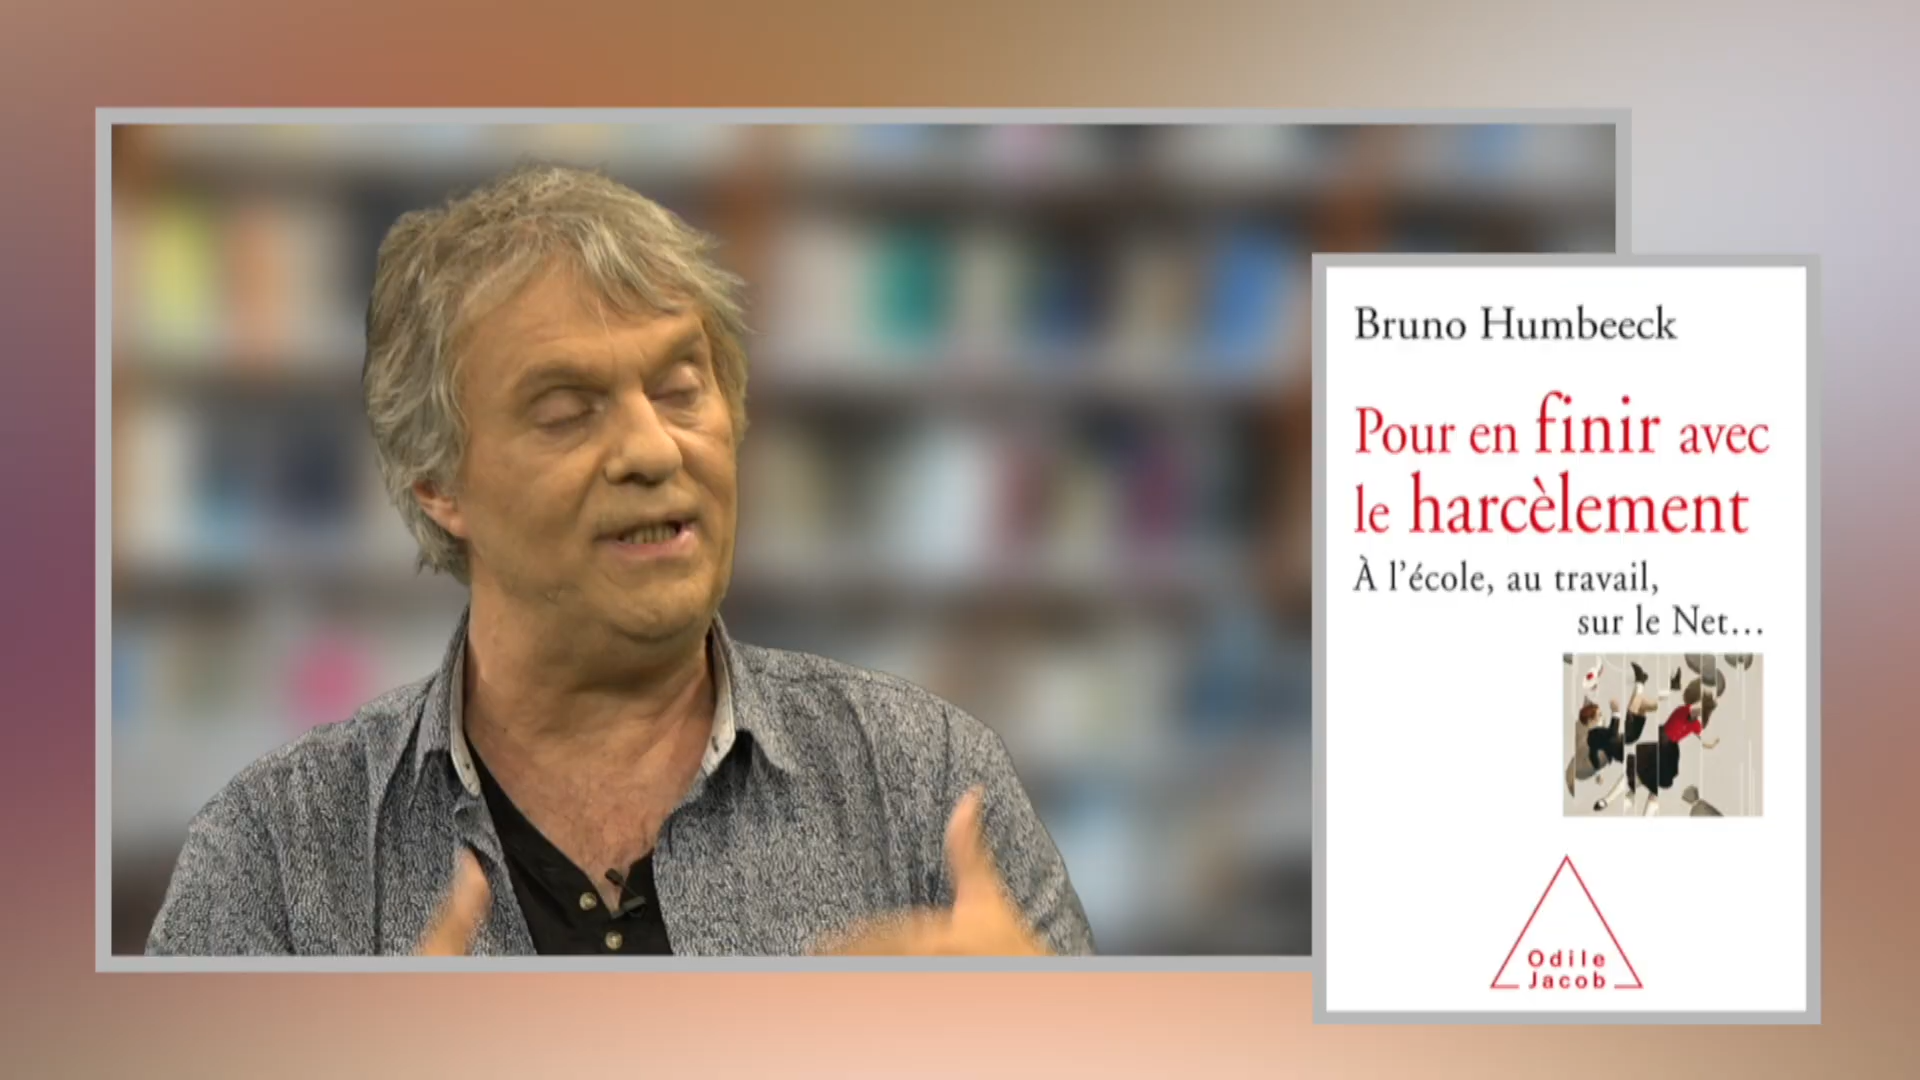 Bruno Humbeeck
Pour en finir avec
le harcèlement
À l'école, au travail,
sur le Net...
Odile
Jacob